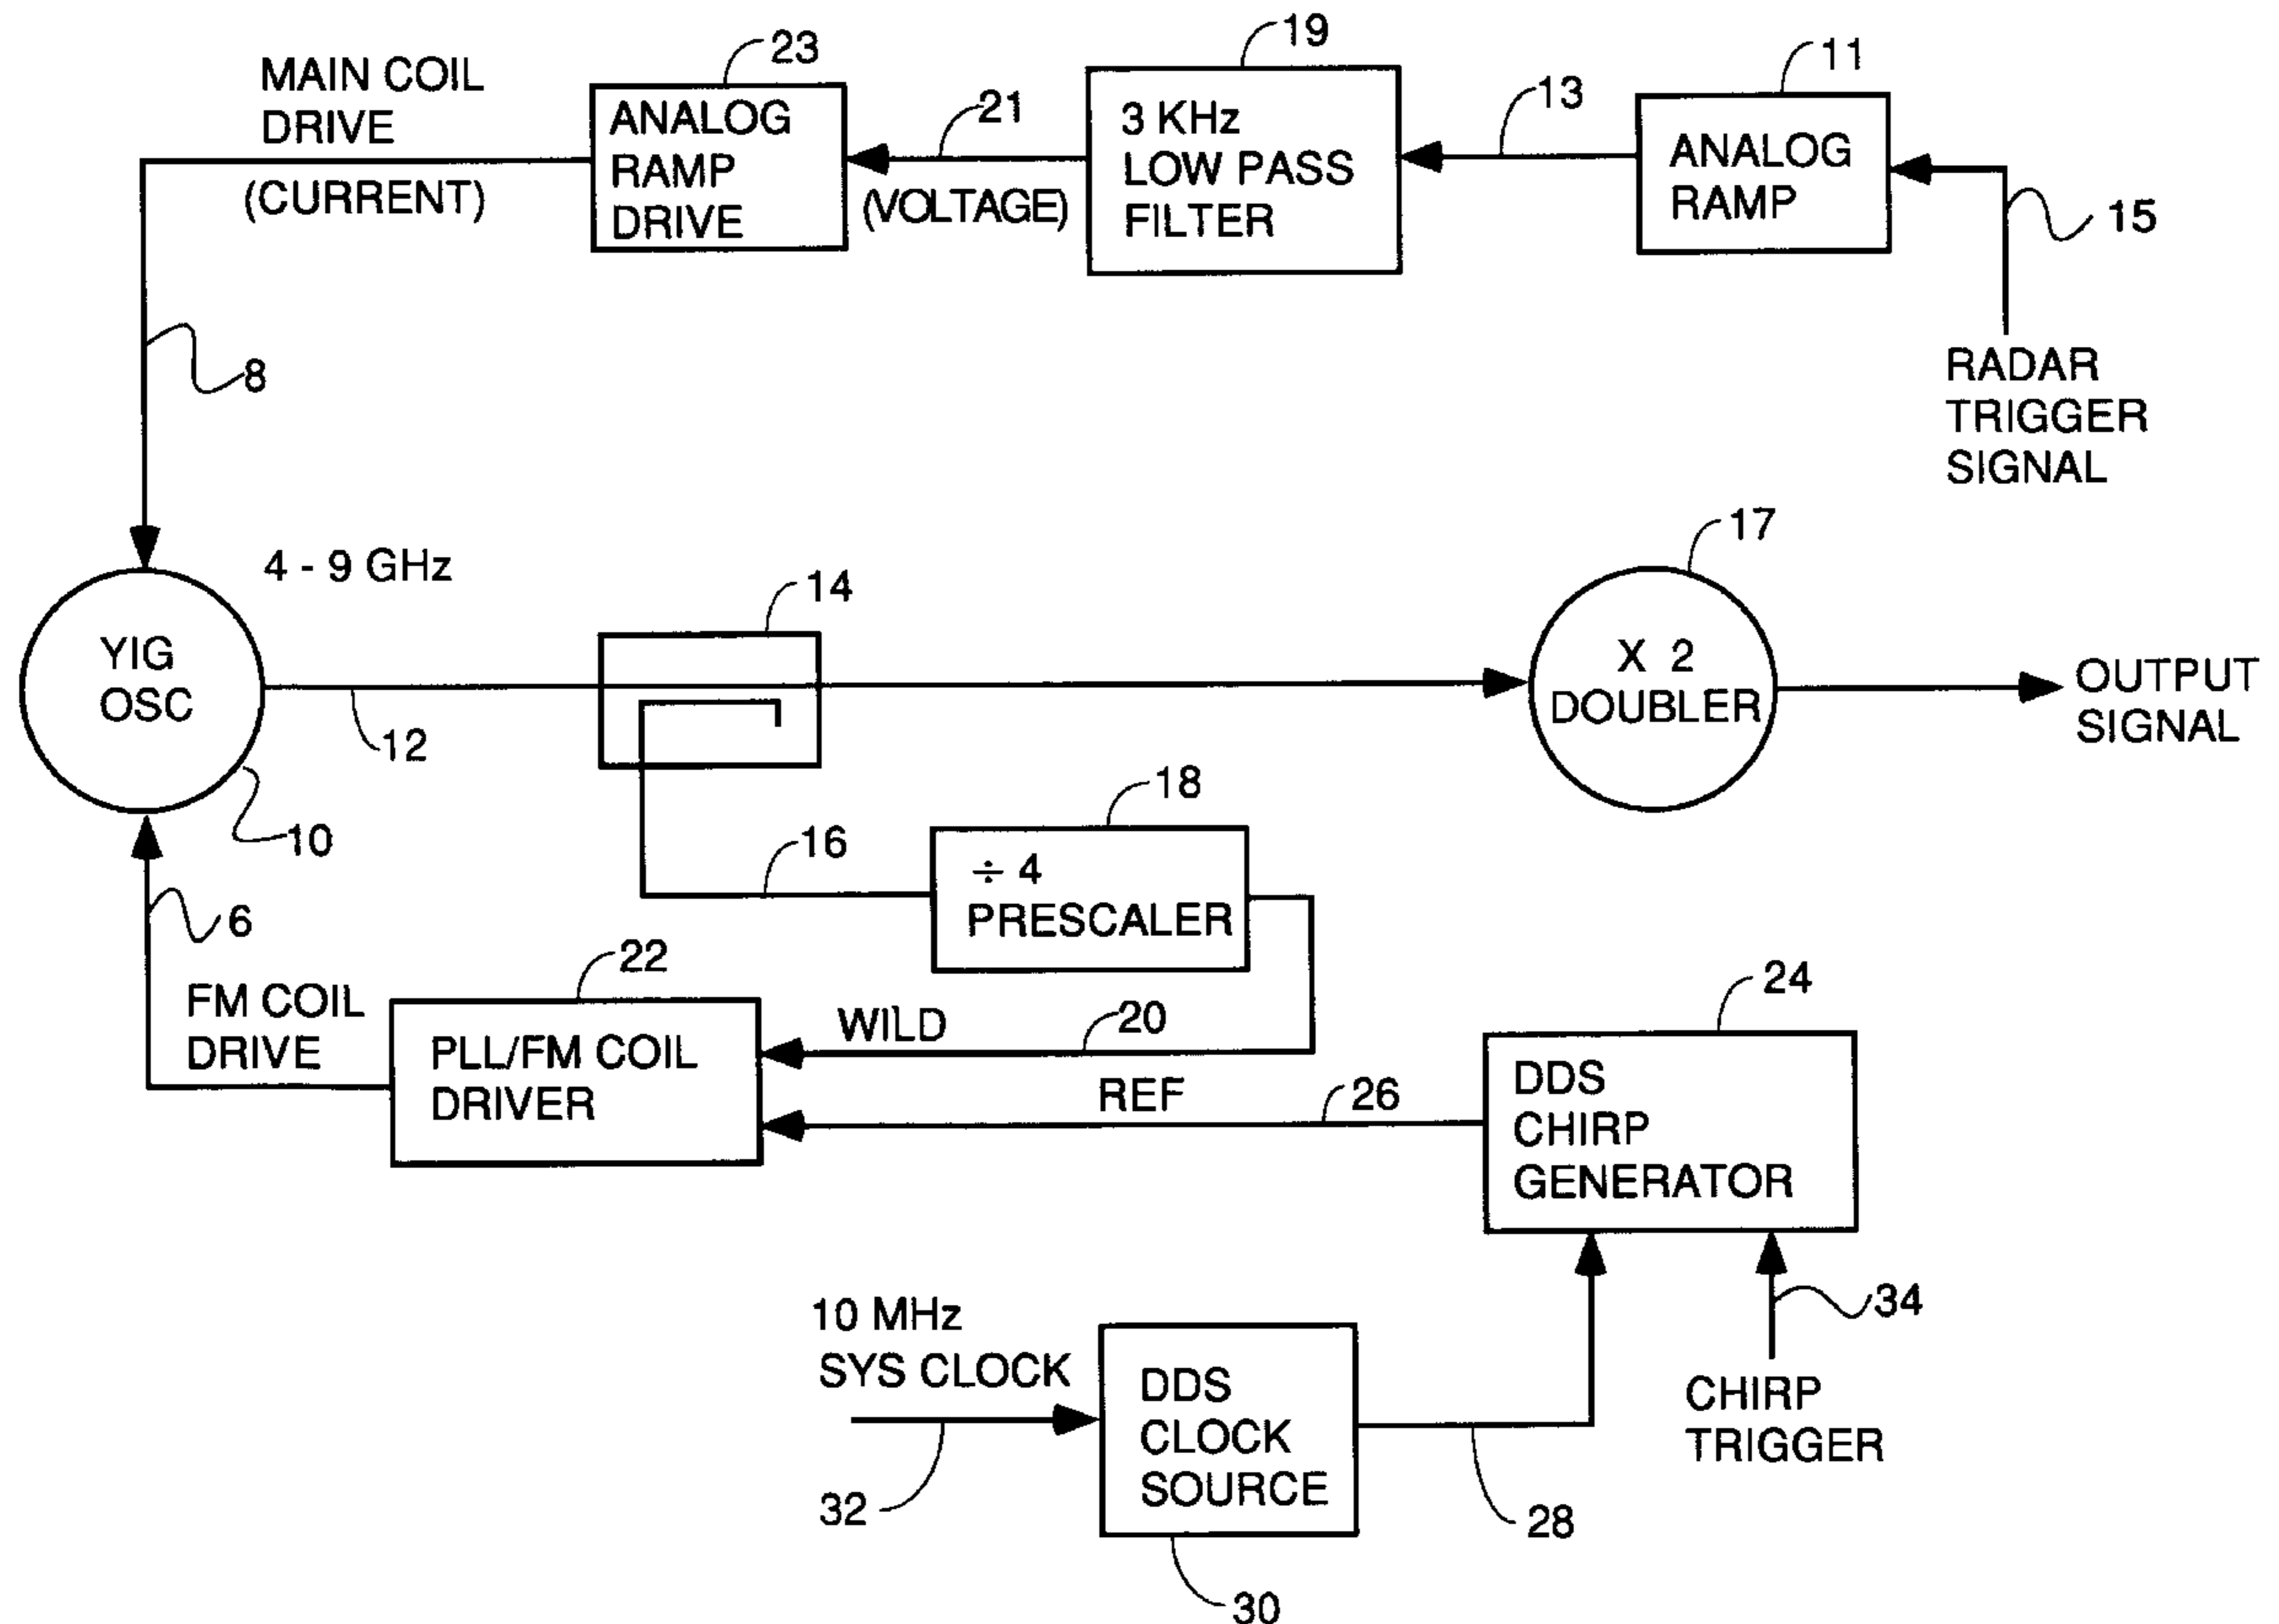 23
19
11
MAIN COIL
DRIVE
(CURRENT)
ANALOG
RAMP
DRIVE
21
(VOLTAGE)
3 KHz
LOW PASS
FILTER
13
ANALOG
RAMP
15
RADAR
TRIGGER
SIGNAL
8
4 - 9 GHz
YIG
OSC
12
10
14
17
X 2
DOUBLER
OUTPUT
SIGNAL
16
18
÷ 4
PRESCALER
6
FM COIL
DRIVE
22
PLL/FM COIL
DRIVER
WILD
20
REF
26
24
DDS
CHIRP
GENERATOR
34
CHIRP
TRIGGER
10 MHz
SYS CLOCK
32
DDS
CLOCK
SOURCE
28
30